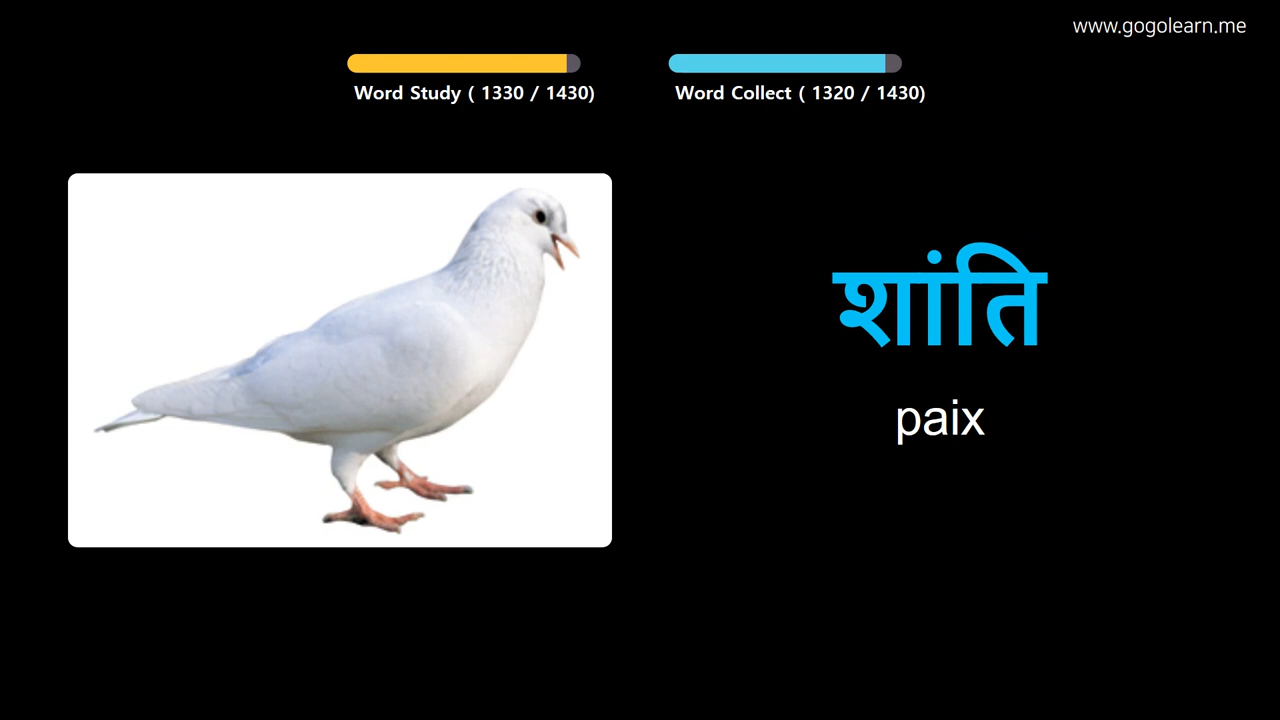 www.gogolearn.me
Word Study ( 1330 / 1430)
Word Collect ( 1320 / 1430)
शांति
paix